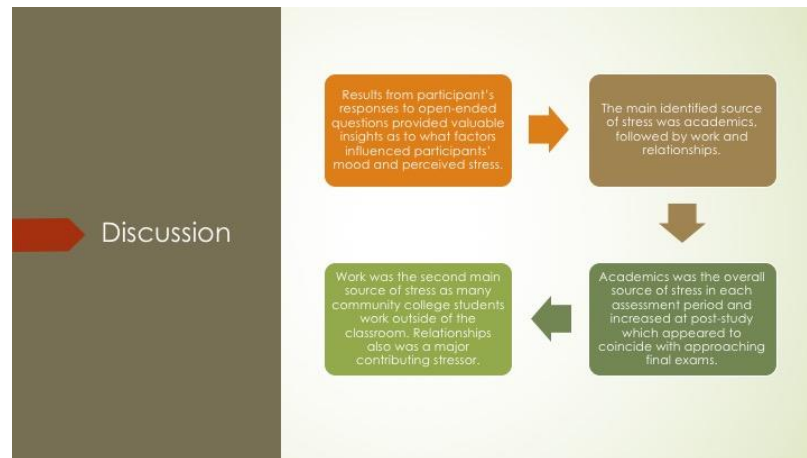 Discussion
Results from participant's
responses to open-ended
questions provided valuable
insights as to what factors
influenced participants'
mood and perceived stress.
The main identified source
of stress was academics,
followed by work and
relationships.
Academics was the overall
source of stress in each
assessment period and
increased at post-study
which appeared to
coincide with approaching
final exams.
Work was the second main
source of stress as many
community college students
work outside of the
classroom. Relationships
also was a major
contributing stressor.